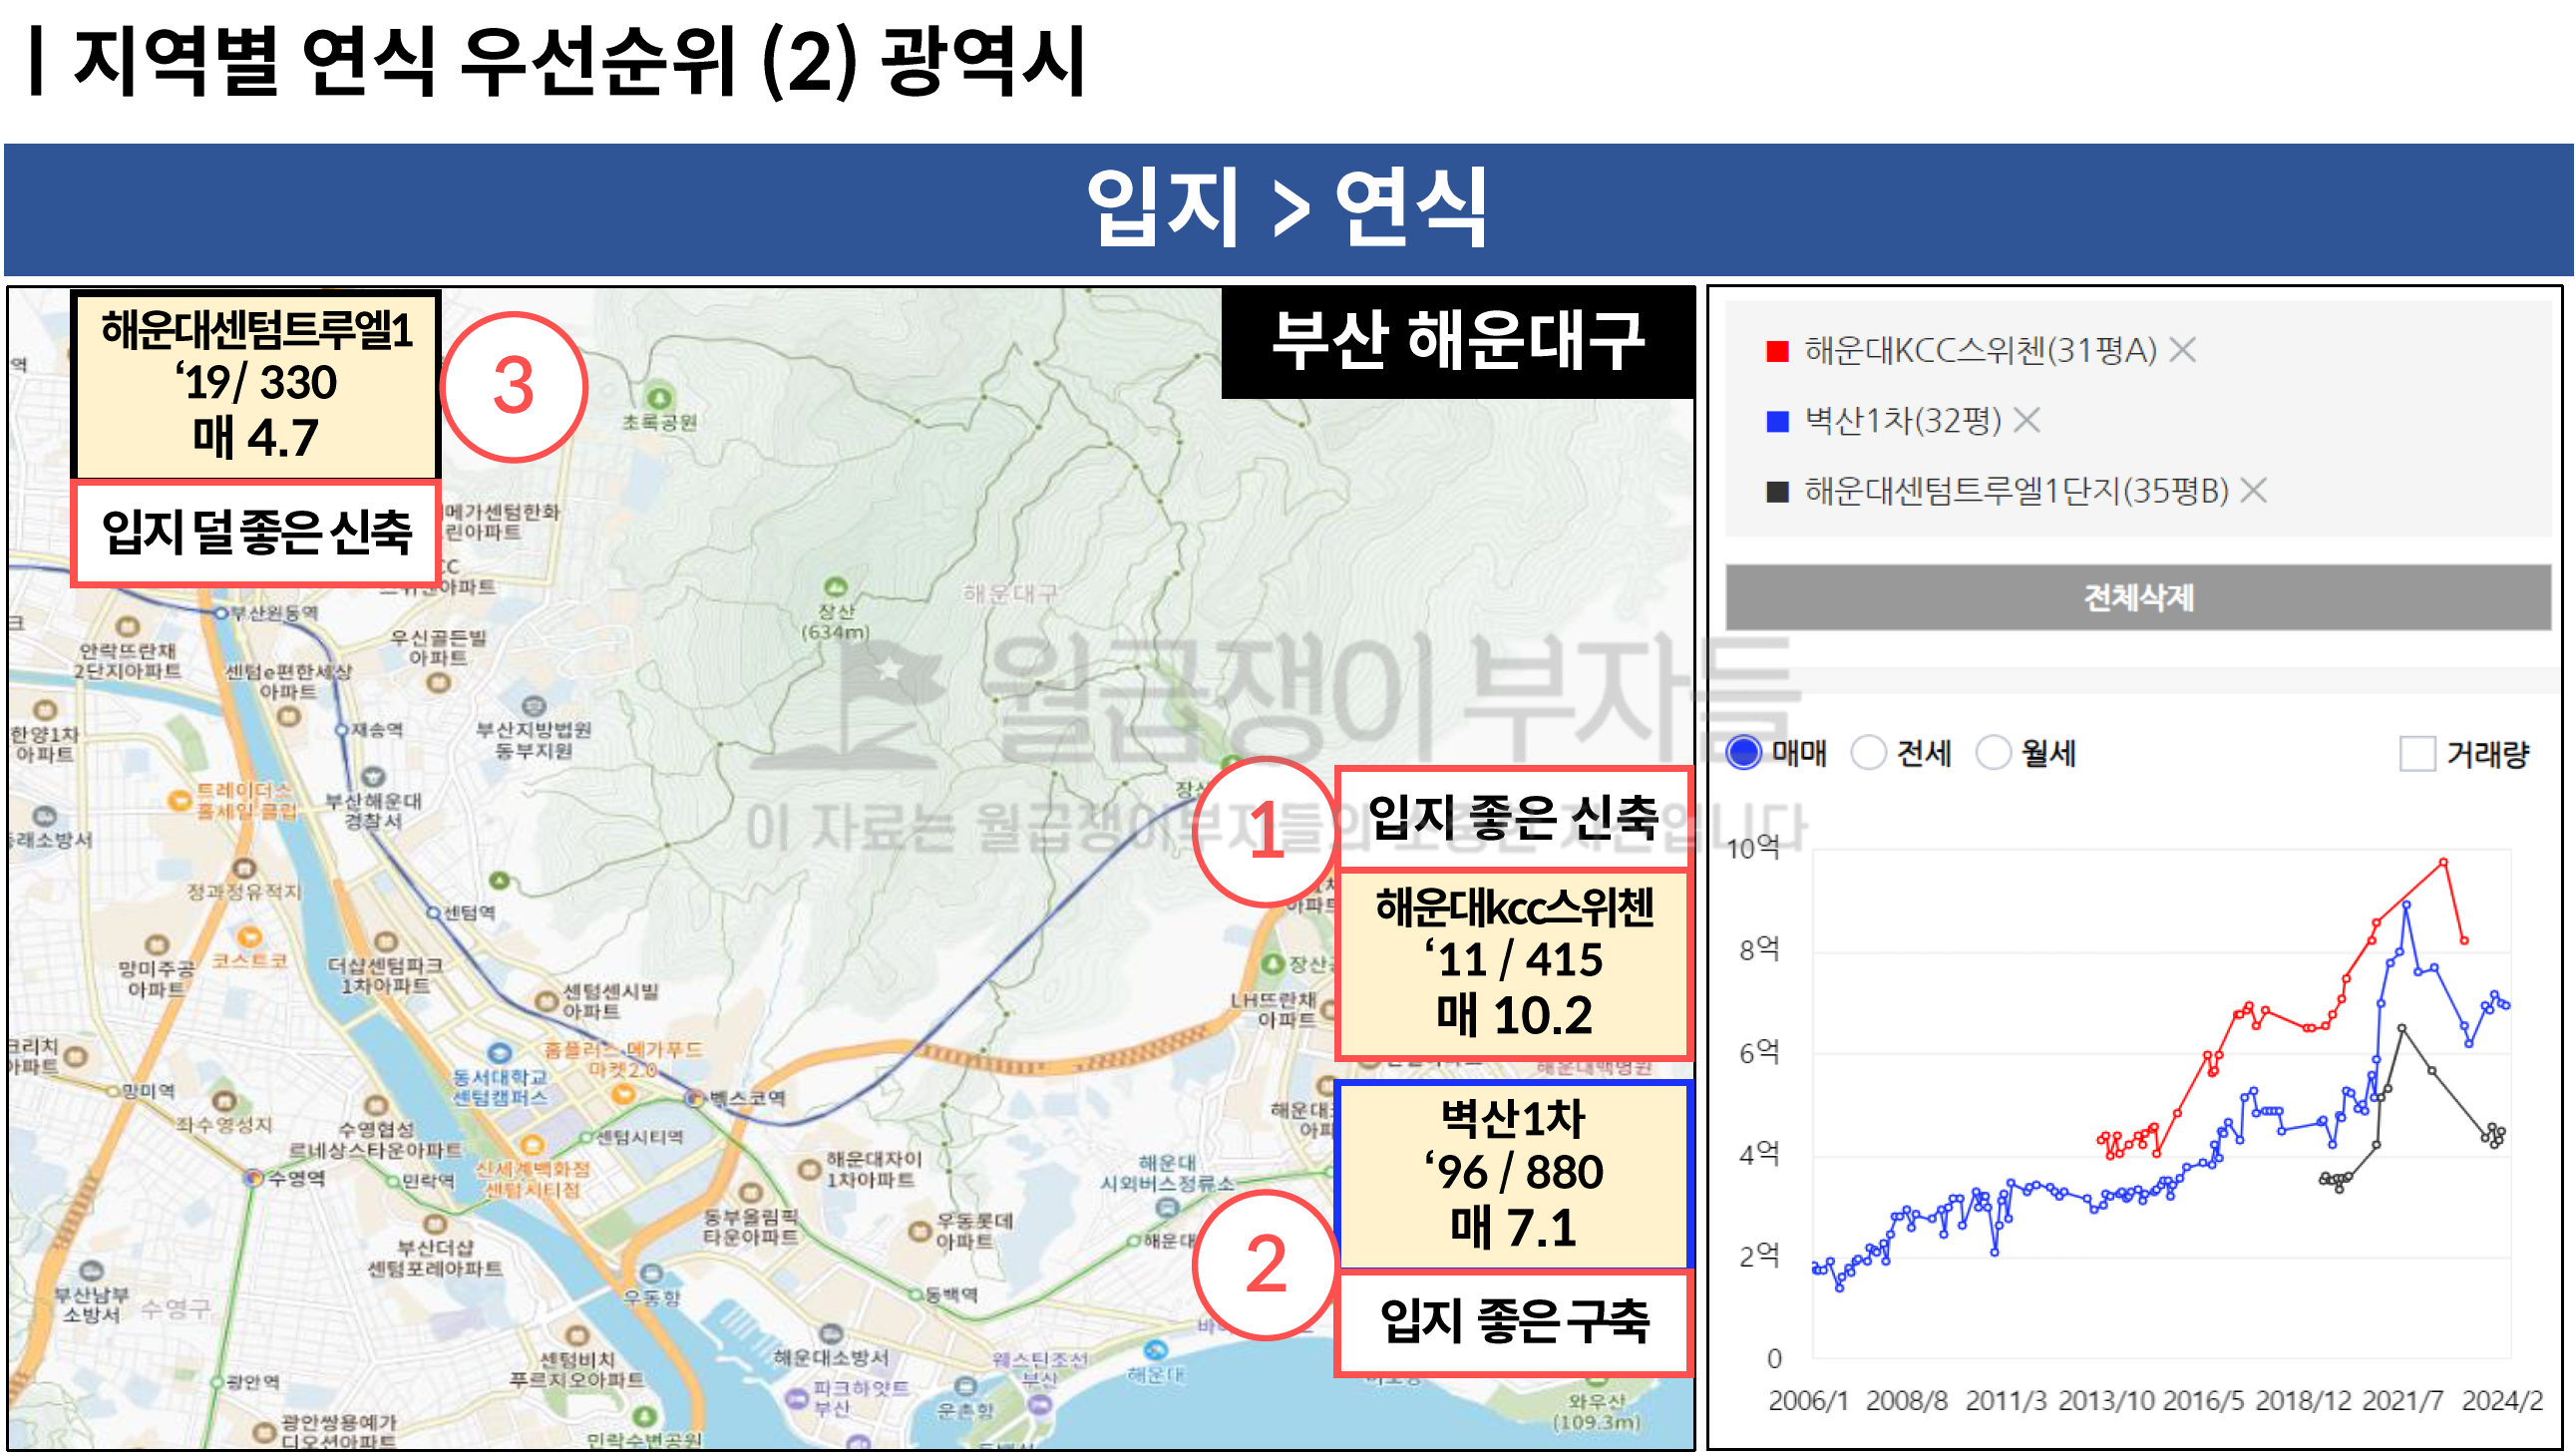 | 지역별 연식 우선순위 (2) 광역시
입지 > 연식
해운대센텀트루엘1
‘19/ 330
매 4.7
입지 덜 좋은 신축
3
부산 해운대구
초록공원
장산
(634m)
해운대구
부산원동역
안락뜨란채
2단지아파트
센텀e편한세상
아파트
우신골든빌
아파트
한양1차
아파트
재송역
부산지방법원
동부지원
트레이더스
홀세일 클럽
부산해운대
경찰서
정과정유적지
센텀역
망미주공
아파트
코스트코
더샵센텀파크
1차아파트
센텀센시빌
아파트
LH뜨란채
아파트
홈플러스 메가푸드
마켓2.0
동서대학교
센텀캠퍼스
망미역
벡스코역
좌수영성지
수영협성
르네상스타운아파트
센텀시티역
신세계백화점
센텀시티점
해운대자이
1차아파트
해운대
시외버스정류소
수영역
민락역
동부올림픽
타운아파트
우동롯데
아파트
부산더샵
센텀포레아파트
부산남부
소방서
수영구
우동항
동백역
센텀비치
푸르지오아파트
해운대소방서
웨스틴조선
부산
해운대
광안역
파크하얏트
부산
운촌항
와우산
(109.3m)
광안쌍용예가
디오션아파트
민락수변공원
월급쟁이부자들
이 자료는 월급쟁이부자들의 소중한 자산입니다
1
입지 좋은 신축
해운대kcc스위첸
‘11 / 415
매 10.2
벽산1차
‘96 / 880
매 7.1
2
입지 좋은 구축
해운대KCC스위첸(31평A) ×
벽산1차(32평) ×
해운대센텀트루엘1단지(35평B) ×
전체삭제
매매 전세 월세 거래량
10억
8억
6억
4억
2억
0
2006/1 2008/8 2011/3 2013/10 2016/5 2018/12 2021/7 2024/2